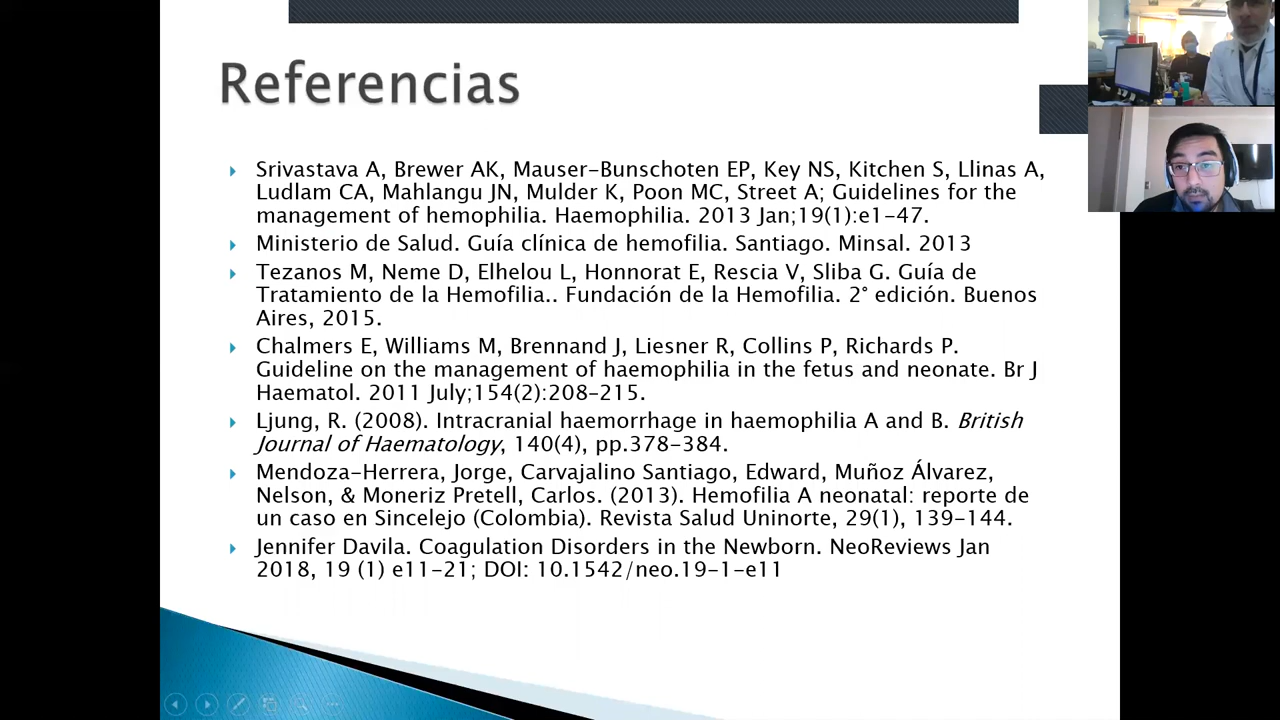 Referencias
Srivastava A, Brewer AK, Mauser-Bunschoten EP, Key NS, Kitchen S, Llinas A,
Ludlam CA, Mahlangu JN, Mulder K, Poon MC, Street A; Guidelines for the
management of hemophilia. Haemophilia. 2013 Jan;19(1):e1-47.
Ministerio de Salud. Guía clínica de hemofilia. Santiago. Minsal. 2013
Tezanos M, Neme D, Elhelou L, Honnorat E, Rescia V, Sliba G. Guía de
Tratamiento de la Hemofilia.. Fundación de la Hemofilia. 2° edición. Buenos
Aires, 2015.
Chalmers E, Williams M, Brennand J, Liesner R, Collins P, Richards P.
Guideline on the management of haemophilia in the fetus and neonate. Br J
Haematol. 2011 July;154(2):208–215.
Ljung, R. (2008). Intracranial haemorrhage in haemophilia A and B. British
Journal of Haematology, 140(4), pp.378-384.
Mendoza-Herrera, Jorge, Carvajalino Santiago, Edward, Muñoz Álvarez,
Nelson, & Moneriz Pretell, Carlos. (2013). Hemofilia A neonatal: reporte de
un caso en Sincelejo (Colombia). Revista Salud Uninorte, 29(1), 139-144.
Jennifer Davila. Coagulation Disorders in the Newborn. NeoReviews Jan
2018, 19 (1) e11-21; DOI: 10.1542/neo.19-1-e11